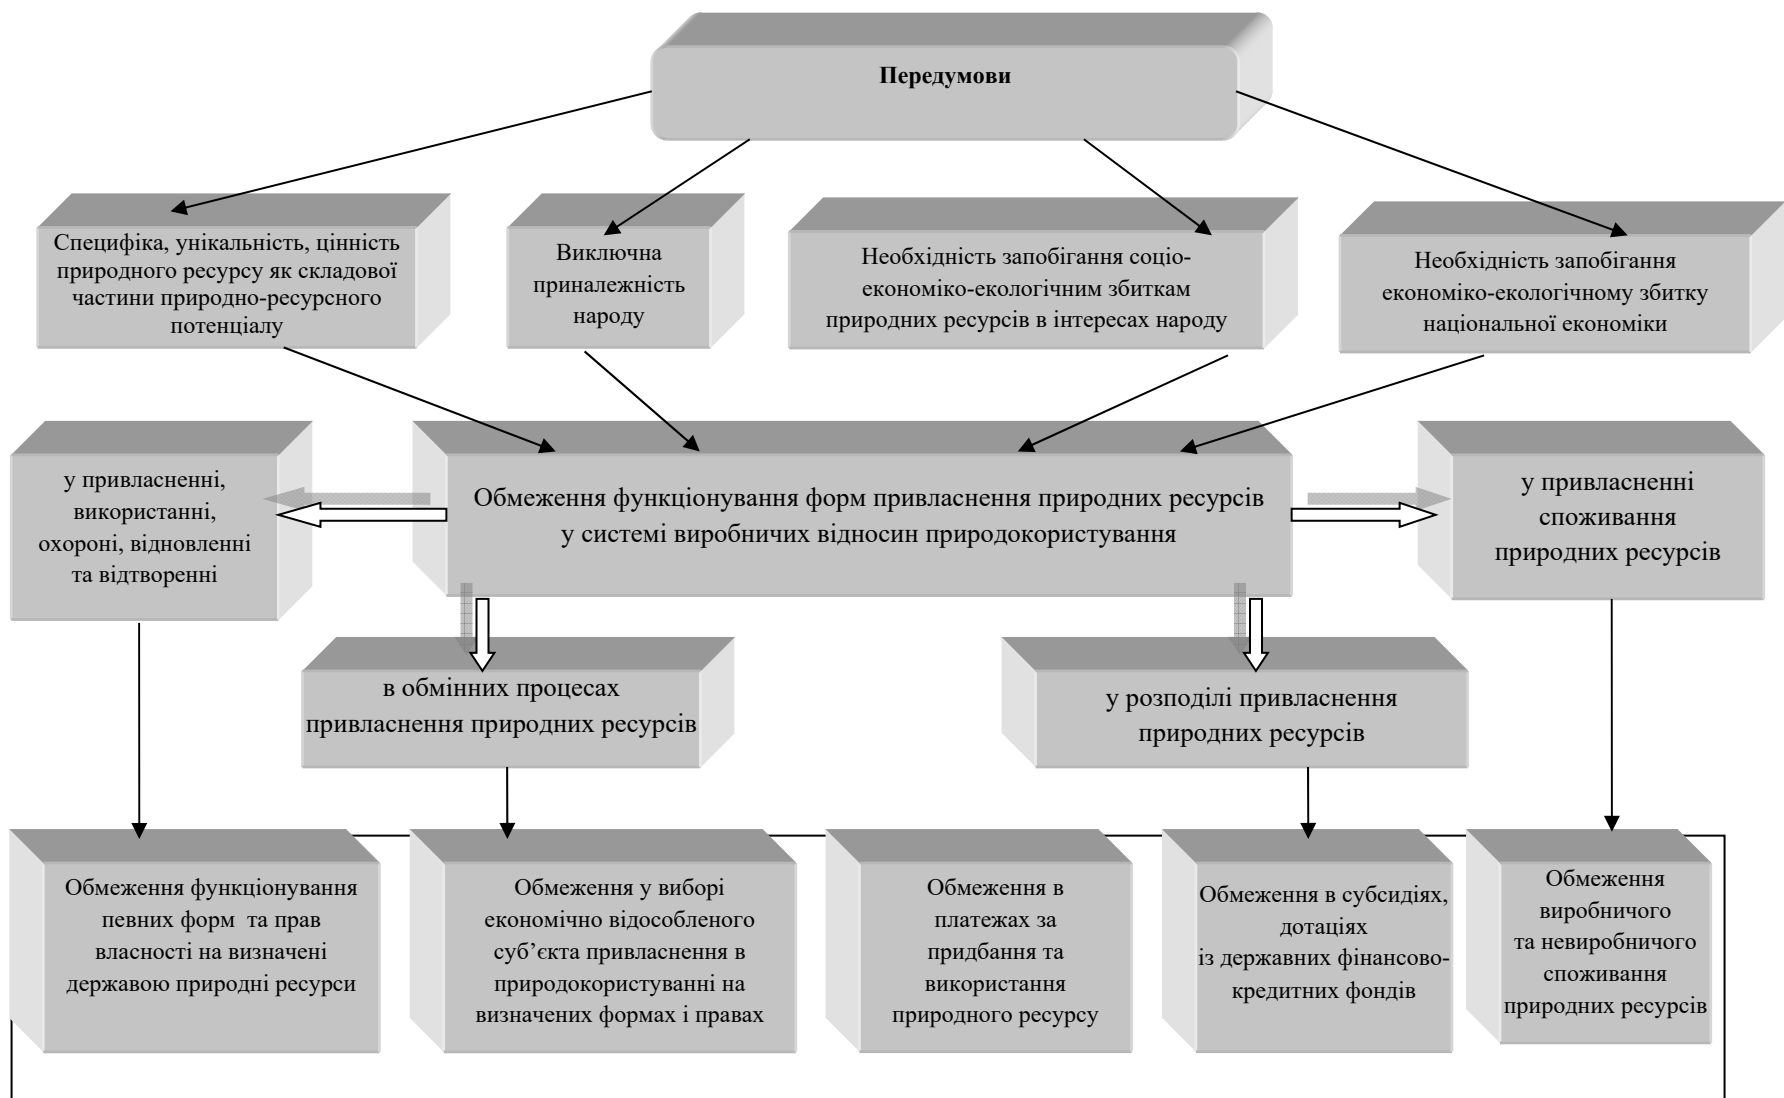 Передумови
Специфіка, унікальність, цінність
природного ресурсу як складової
частини природно-ресурсного
потенціалу
Виключна
приналежність
народу
Необхідність запобігання соціо-
економіко-екологічним збиткам
природних ресурсів в інтересах народу
Необхідність запобігання
економіко-екологічному збитку
національної економіки
у привласненні,
використанні,
охороні, відновленні
та відтворенні
Обмеження функціонування форм привласнення природних ресурсів
у системі виробничих відносин природокористування
у привласненні
споживання
природних ресурсів
в обмінних процесах
привласнення природних ресурсів
у розподілі привласнення
природних ресурсів
Обмеження функціонування
певних форм та прав
власності на визначені
державою природні ресурси
Обмеження у виборі
економічно відособленого
суб’єкта привласнення в
природокористуванні на
визначених формах і правах
Обмеження в
платежах за
придбання та
використання
природного ресурсу
Обмеження в субсидіях,
дотаціях
із державних фінансово-
кредитних фондів
Обмеження
виробничого
та невиробничого
споживання
природних ресурсів